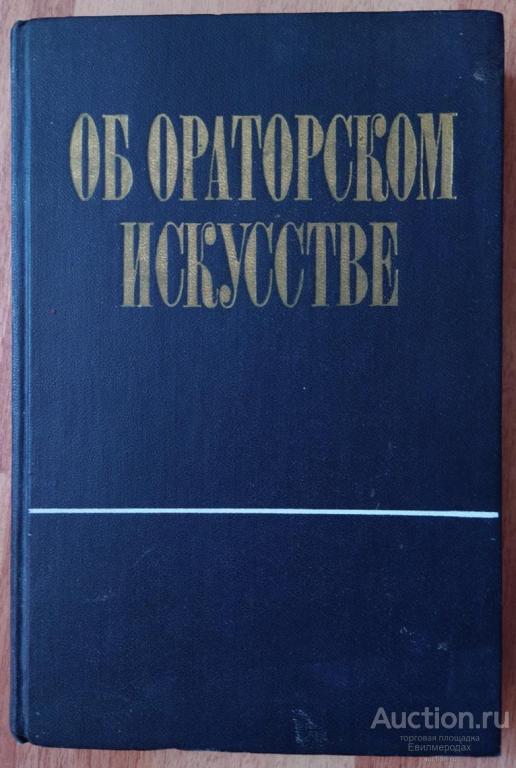 ОБ ОРАТОРСКОМ
ИСКУССТВЕ
Auction.ru
торговая площадка
Евилмеродах